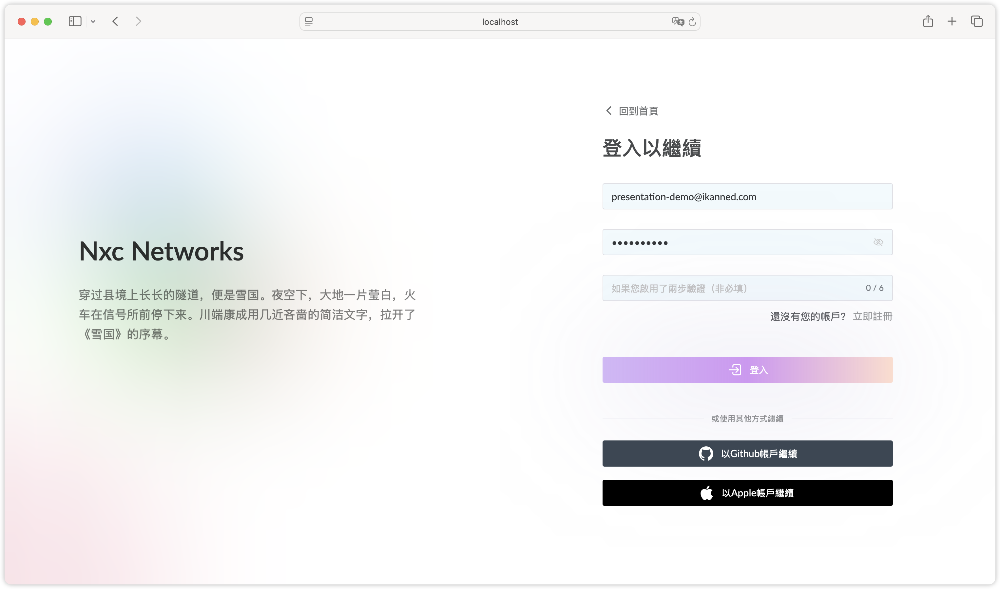 localhost
回到首頁
登入以繼續
presentation-demo@ikanned.com
如果您啟用了兩步驗證（非必填） 0 / 6
還沒有您的帳戶? 立即註冊
登入
或使用其他方式繼續
以Github帳戶繼續
以Apple帳戶繼續
Nxc Networks
穿过县境上长长的隧道，便是雪国。夜空下，大地一片莹白，火
车在信号所前停下来。川端康成用几近吝啬的简洁文字，拉开了
《雪国》的序幕。